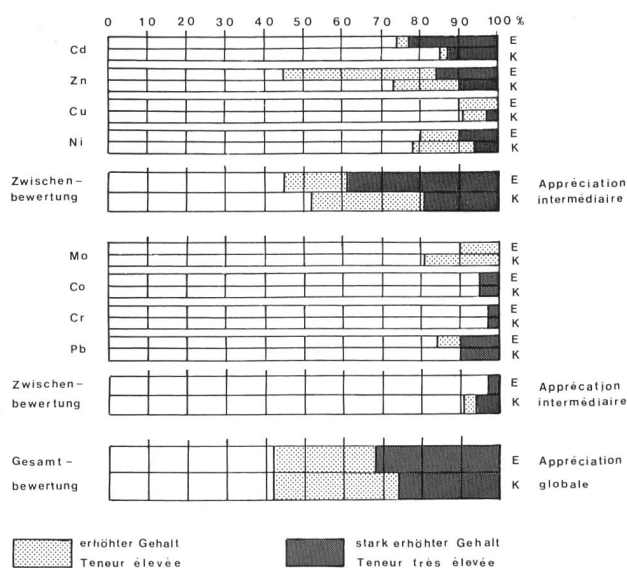 0 10 20 30 40 50 60 70 80 90 100 %
Cd E
K
Zn E
K
Cu E
K
Ni E
K
Zwischen- E Appréciation
bewertung K intermédiaire
Mo E
K
Co E
K
Cr E
K
Pb E
K
Zwischen- E Apprécation
bewertung K intermédiaire
Gesamt- E Appréciation
bewertung K globale
erhöhter Gehalt stark erhöhter Gehalt
Teneur élevée Teneur très élevée